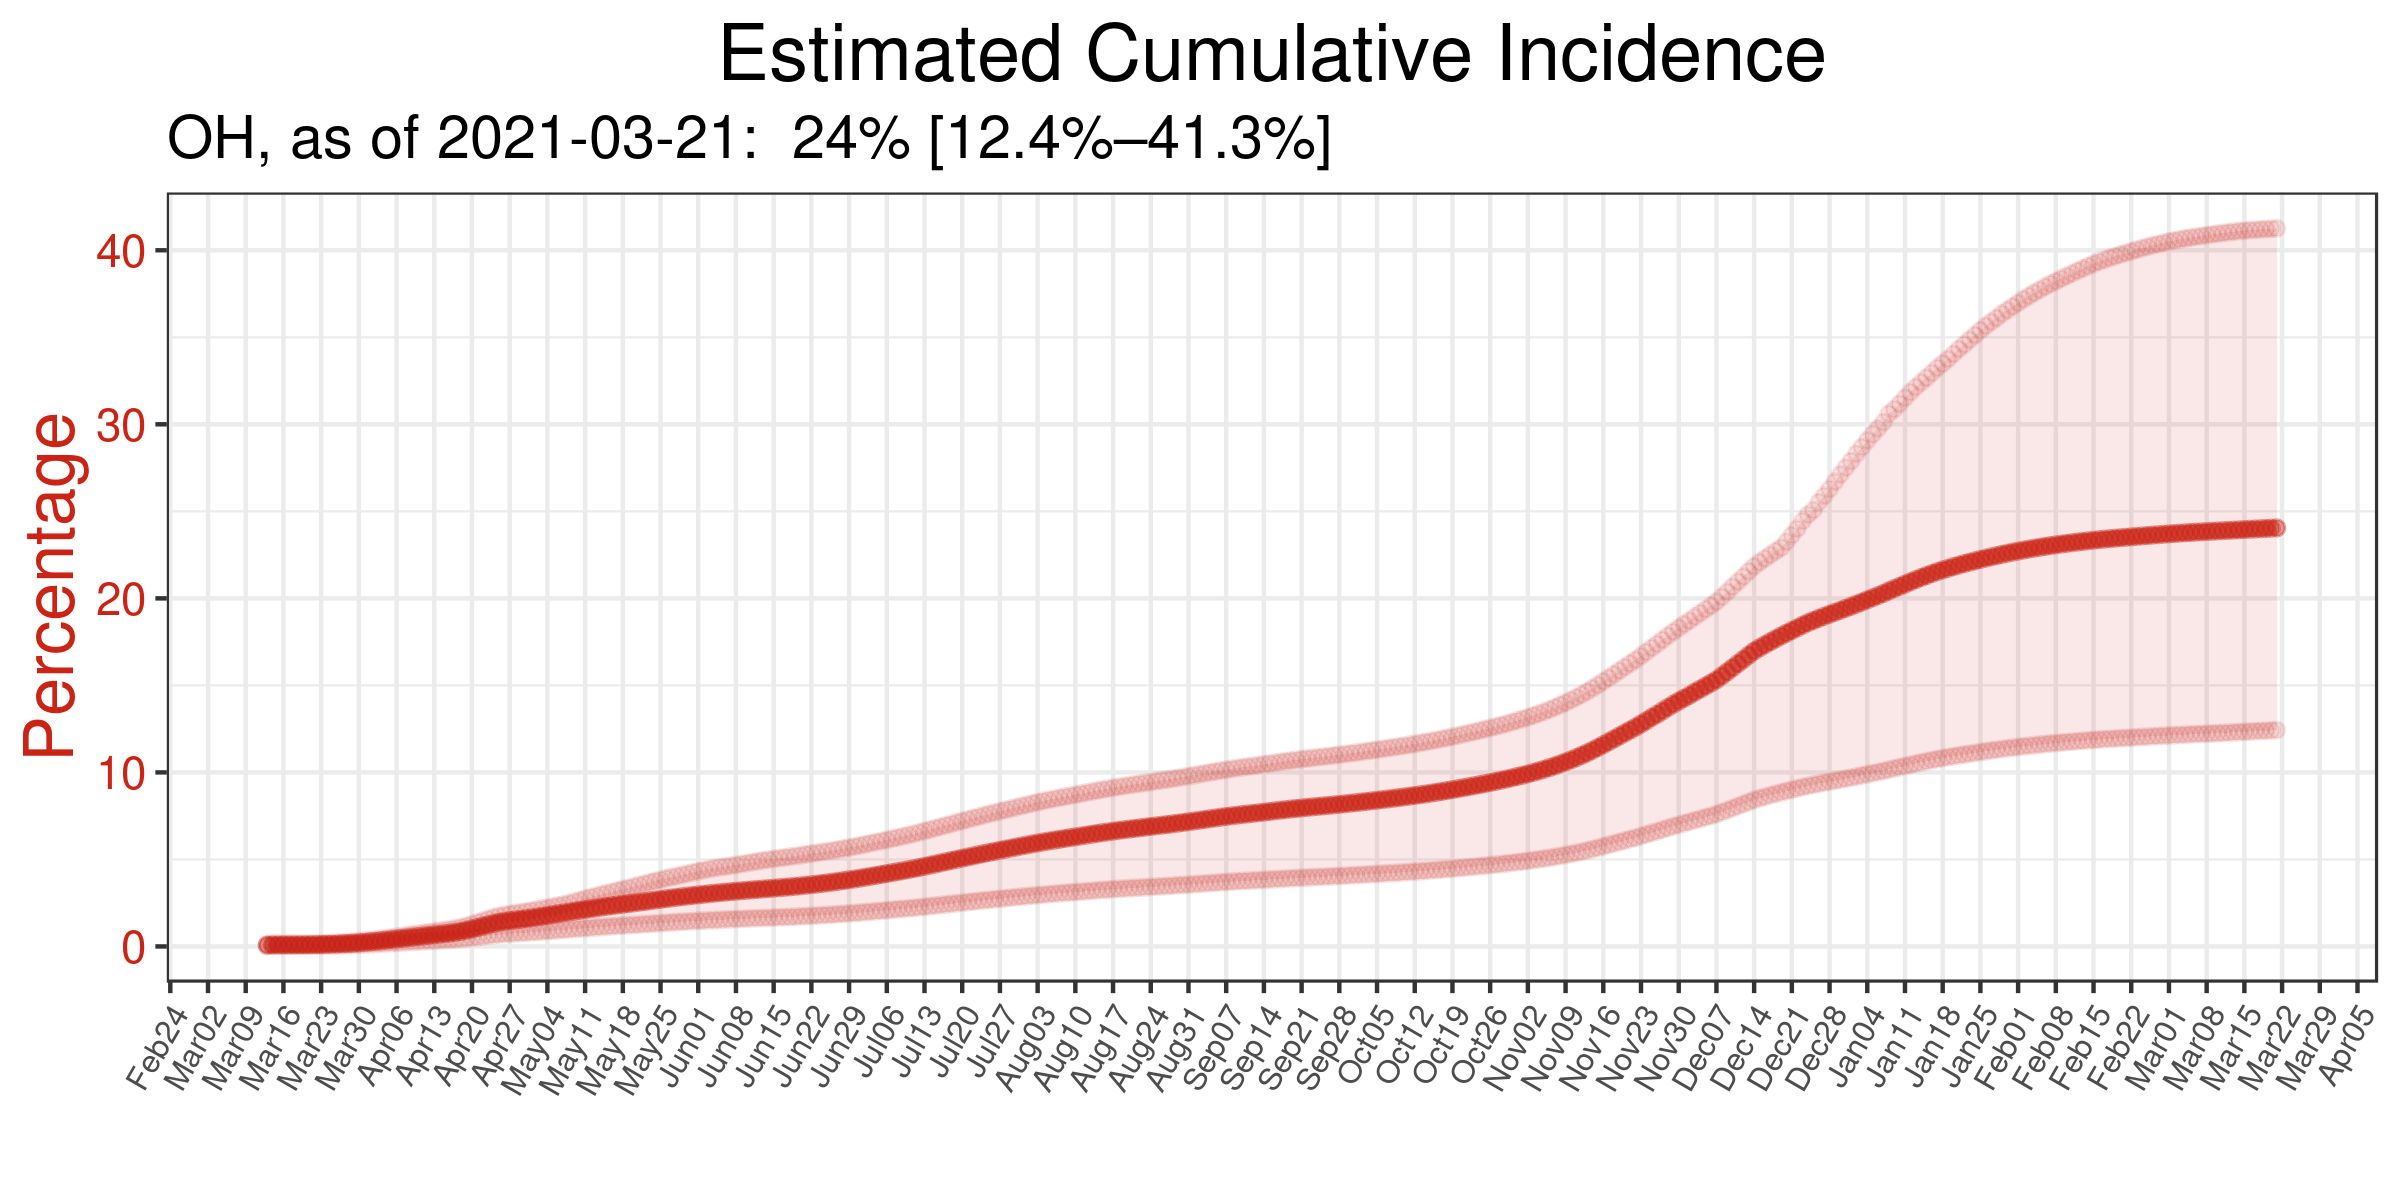 Estimated Cumulative Incidence
OH, as of 2021-03-21:  24% [12.4%–41.3%]
Percentage
40
30
20
10
0
Feb24
Mar02
Mar09
Mar16
Mar23
Mar30
Apr06
Apr13
Apr20
Apr27
May04
May11
May18
May25
Jun01
Jun08
Jun15
Jun22
Jun29
Jul06
Jul13
Jul20
Jul27
Aug03
Aug10
Aug17
Aug24
Aug31
Sep07
Sep14
Sep21
Sep28
Oct05
Oct12
Oct19
Oct26
Nov02
Nov09
Nov16
Nov23
Nov30
Dec07
Dec14
Dec21
Dec28
Jan04
Jan11
Jan18
Jan25
Feb01
Feb08
Feb15
Feb22
Mar01
Mar08
Mar15
Mar22
Mar29
Apr05